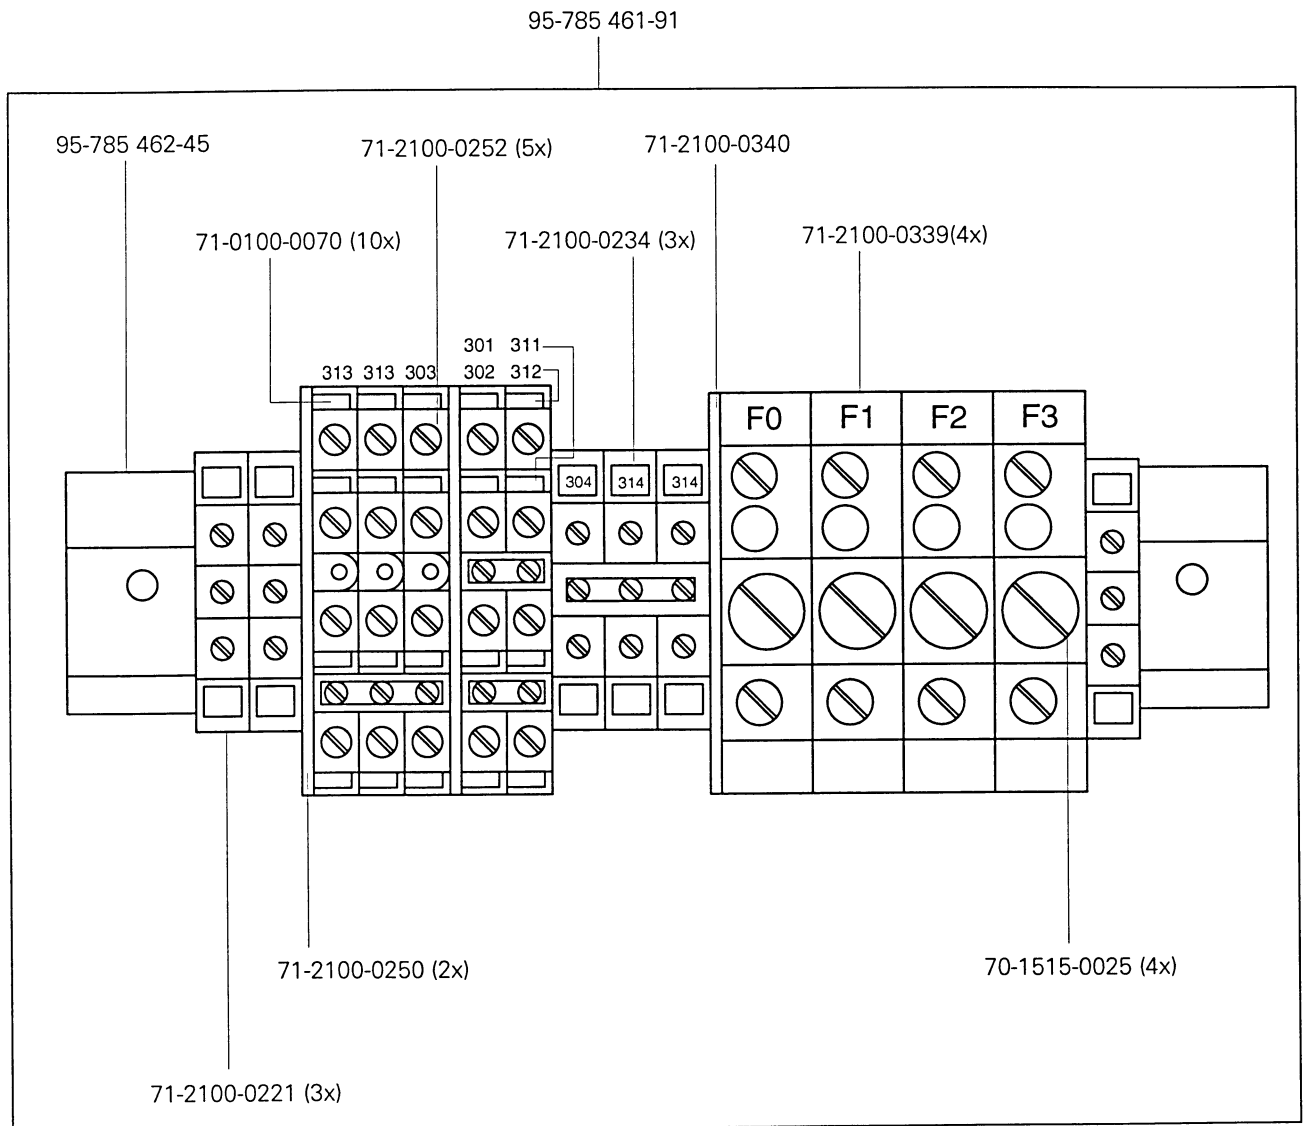 95-785 461-91
95-785 462-45
71-2100-0252 (5x)
71-2100-0340
71-0100-0070 (10x)
71-2100-0234 (3x)
71-2100-0339(4x)
301 311
313 313 303 302 312
F0 F1 F2 F3
304 314 314
71-2100-0250 (2x)
70-1515-0025 (4x)
71-2100-0221 (3x)